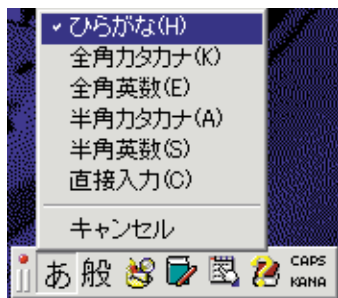 ひらがな(H)
全角カタカナ(K)
全角英数(E)
半角カタカナ(A)
半角英数(S)
直接入力(C)
キャンセル
あ 般 CAPS
KANA